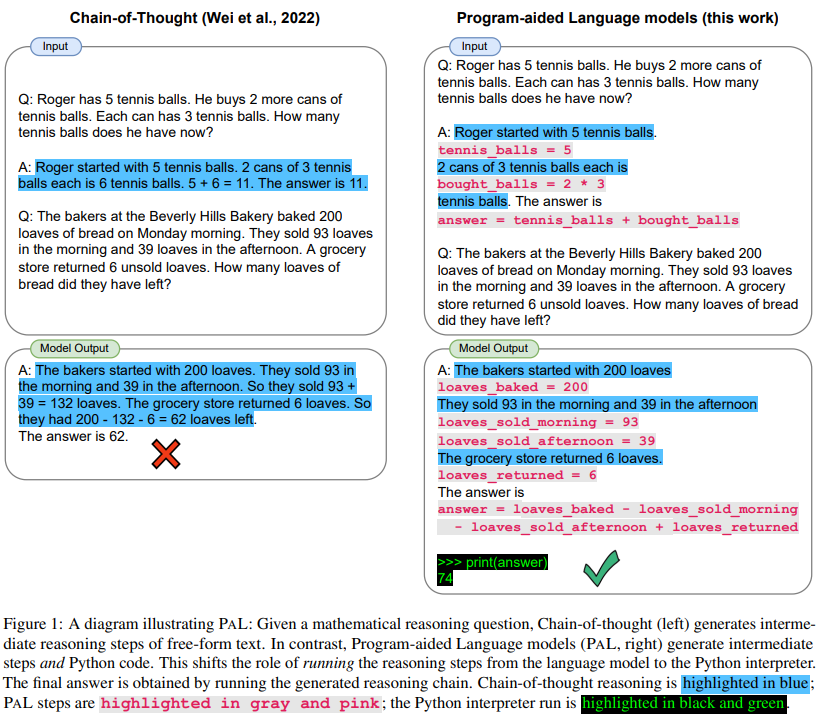 Chain-of-Thought (Wei et al., 2022)
Input
Q: Roger has 5 tennis balls. He buys 2 more cans of
tennis balls. Each can has 3 tennis balls. How many
tennis balls does he have now?
A: Roger started with 5 tennis balls. 2 cans of 3 tennis
balls each is 6 tennis balls. 5 + 6 = 11. The answer is 11.
Q: The bakers at the Beverly Hills Bakery baked 200
loaves of bread on Monday morning. They sold 93 loaves
in the morning and 39 loaves in the afternoon. A grocery
store returned 6 unsold loaves. How many loaves of
bread did they have left?
Model Output
A: The bakers started with 200 loaves. They sold 93 in
the morning and 39 in the afternoon. So they sold 93 +
39 = 132 loaves. The grocery store returned 6 loaves. So
they had 200 - 132 - 6 = 62 loaves left.
The answer is 62.
Program-aided Language models (this work)
Input
Q: Roger has 5 tennis balls. He buys 2 more cans of
tennis balls. Each can has 3 tennis balls. How many
tennis balls does he have now?
A: Roger started with 5 tennis balls.
tennis_balls = 5
2 cans of 3 tennis balls each is
bought_balls = 2 * 3
tennis balls. The answer is
answer = tennis_balls + bought_balls
Q: The bakers at the Beverly Hills Bakery baked 200
loaves of bread on Monday morning. They sold 93 loaves
in the morning and 39 loaves in the afternoon. A grocery
store returned 6 unsold loaves. How many loaves of bread
did they have left?
Model Output
A: The bakers started with 200 loaves
loaves_baked = 200
They sold 93 in the morning and 39 in the afternoon
loaves_sold_morning = 93
loaves_sold_afternoon = 39
The grocery store returned 6 loaves.
loaves_returned = 6
The answer is
answer = loaves_baked - loaves_sold_morning
- loaves_sold_afternoon + loaves_returned
>>> print(answer)
74
Figure 1: A diagram illustrating PAL: Given a mathematical reasoning question, Chain-of-thought (left) generates interme-
diate reasoning steps of free-form text. In contrast, Program-aided Language models (PAL, right) generate intermediate
steps and Python code. This shifts the role of running the reasoning steps from the language model to the Python interpreter.
The final answer is obtained by running the generated reasoning chain. Chain-of-thought reasoning is highlighted in blue;
PAL steps are highlighted in gray and pink; the Python interpreter run is highlighted in black and green.